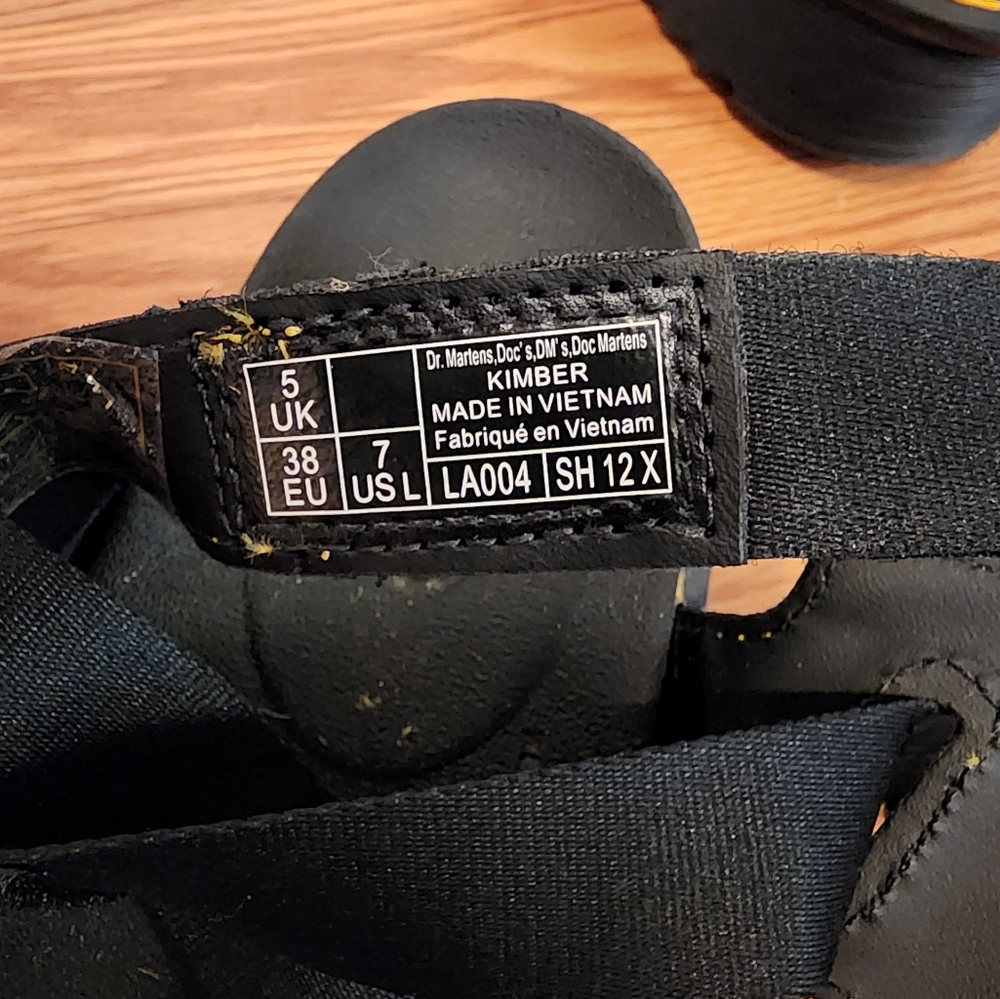 5
UK
38
EU
7
US L
Dr. Martens,Doc's,DM's,Doc Martens
KIMBER
MADE IN VIETNAM
Fabriqué en Vietnam
LA004
SH 12 X